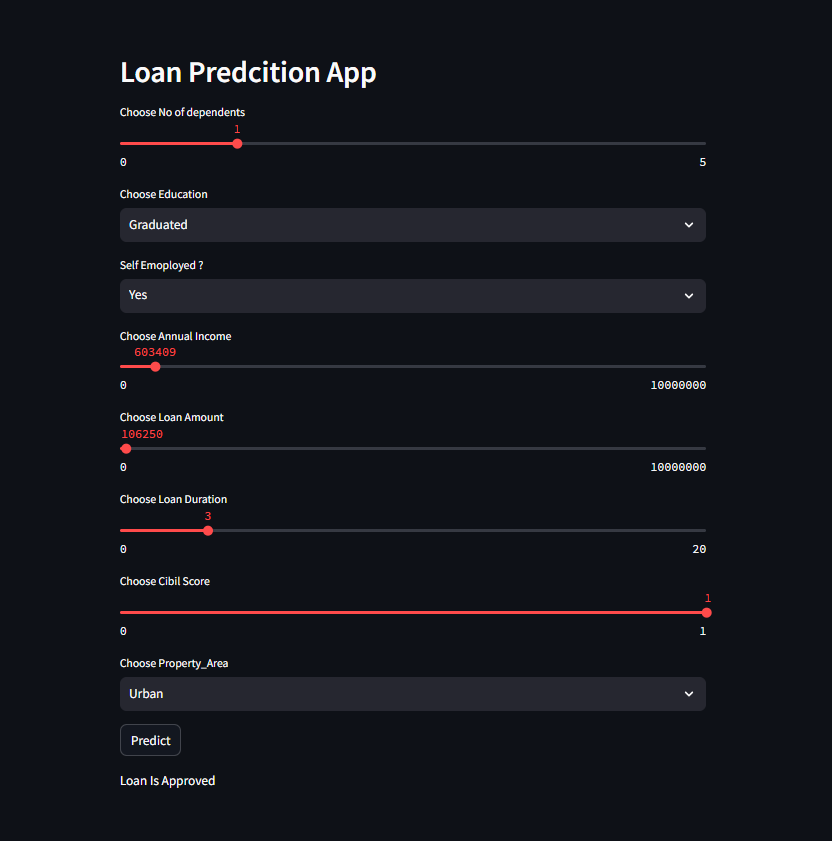 Loan Predcition App
Choose No of dependents
1
0 5
Choose Education
Graduated
Self Emoployed ?
Yes
Choose Annual Income
603409
0 10000000
Choose Loan Amount
106250
0 10000000
Choose Loan Duration
3
0 20
Choose Cibil Score
1
0 1
Choose Property_Area
Urban
Predict
Loan Is Approved